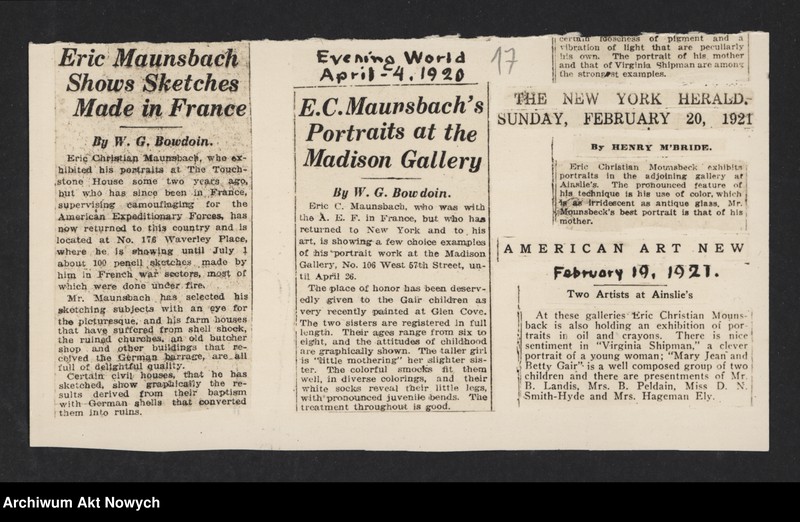 Eric Maunsbach
Shows Sketches
Made in France
By W. G. Bowdoin.
Eric Christian Maunsbach, who ex-
hibited his portraits at The Touch-
stone House some two years ago,
but who has since been in France,
supervising camouflaging for the
American Expeditionary Forces, has
now returned to this country and is
located at No. 176 Waverley Place,
where he is showing until July 1
about 100 pencil sketches made by
him in French war sectors, most of
which were done under fire.
Mr. Maunsbach has selected his
sketching subjects with an eye for
the picturesque, and his farm houses
that have suffered from shell shock,
the ruined churches, an old butcher
shop and other buildings that re-
ceived the German barrage, are all
full of delightful quality.
Certain civil houses, that he has
sketched, show graphically the re-
sults derived from their baptism
with German shells that converted
them into ruins.
Evening World
April-4.1920
17
E.C.Maunsbach's
Portraits at the
Madison Gallery
By W. G. Bowdoin.
Eric C. Maunsbach, who was with
the A. E. F. in France, but who has
returned to New York and to his
art, is showing a few choice examples
of his portrait work at the Madison
Gallery, No. 106 West 57th Street, un-
til April 26.
The place of honor has been deserv-
edly given to the Gair children as
very recently painted at Glen Cove.
The two sisters are registered in full
length. Their ages range from six to
eight, and the attitudes of childhood
are graphically shown. The taller girl
is "little mothering" her slighter sis-
ter. The colorful smocks fit them
well, in diverse colorings, and their
white socks reveal their little legs,
with pronounced juvenile bends. The
treatment throughout is good.
certain looseness of pigment and a
vibration of light that are peculiarly
his own. The portrait of his mother
and that of Virginia Shipman are among
the strongest examples.
THE NEW YORK HERALD,
SUNDAY, FEBRUARY 20, 1921
By HENRY M'BRIDE.
Eric Christian Mounsbeck exhibits
portraits in the adjoining gallery at
Ainslie's. The pronounced feature of
his technique is his use of color, which
is as irridescent as antique glass. Mr.
Mounsbeck's best portrait is that of his
mother.
AMERICAN ART NEW
February 19, 1921.
Two Artists at Ainslie's
At these galleries Eric Christian Mouns-
back is also holding an exhibition of por-
traits in oil and crayons. There is nice
sentiment in "Virginia Shipman," a clever
portrait of a young woman; "Mary Jean and
Betty Gair" is a well composed group of two
children and there are presentments of Mr.
B. Landis, Mrs. B. Peldain, Miss D. N.
Smith-Hyde and Mrs. Hageman Ely.
Archiwum Akt Nowych